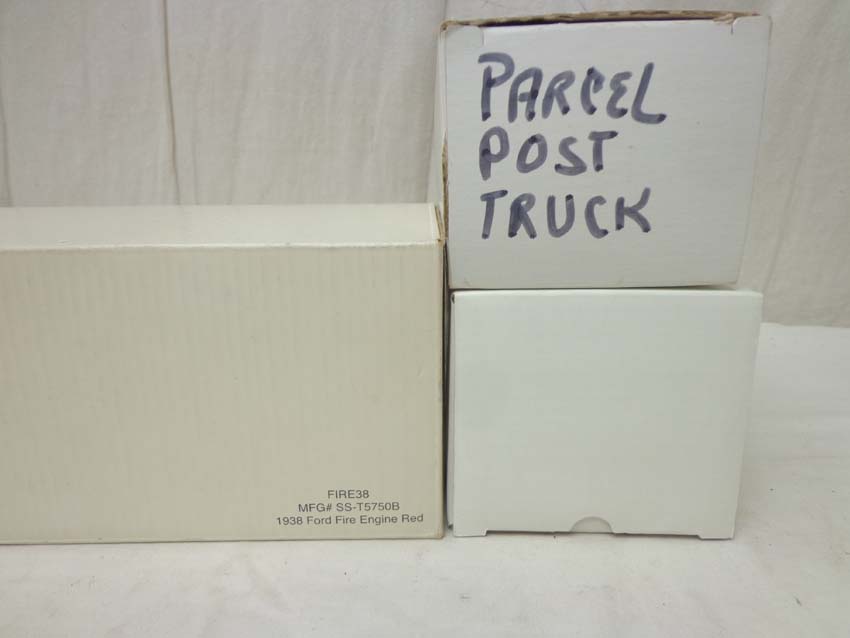 PARCEL
POST
TRUCK
FIRE38
MFG# SS-T5750B
1938 Ford Fire Engine Red